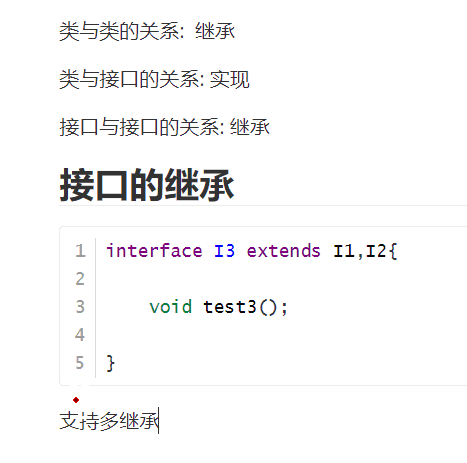 类与类的关系: 继承
类与接口的关系: 实现
接口与接口的关系: 继承
接口的继承
1 interface I3 extends I1,I2{
2
3     void test3();
4
5 }
支持多继承